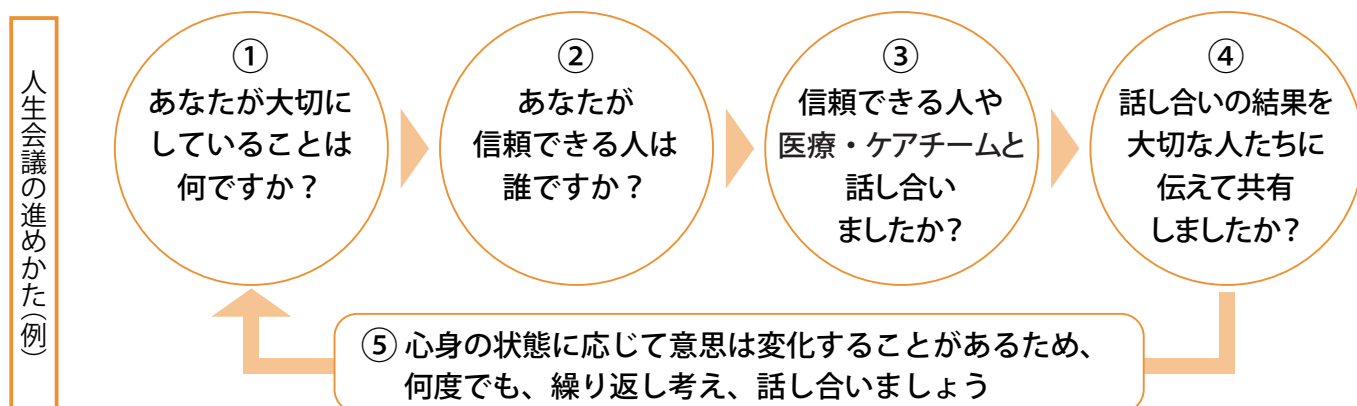 人生会議の進めかた（例）
①
あなたが大切に
していることは
何ですか？
②
あなたが
信頼できる人は
誰ですか？
③
信頼できる人や
医療・ケアチームと
話し合い
ましたか？
④
話し合いの結果を
大切な人たちに
伝えて共有
しましたか？
⑤ 心身の状態に応じて意思は変化することがあるため、
何度でも、繰り返し考え、話し合いましょう